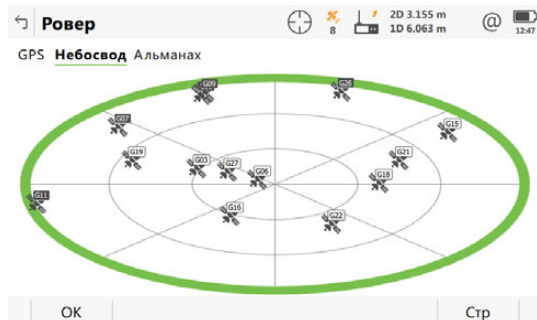 Ровер
8
2D 3.155 m
1D 6.063 m
@
12:47
GPS Небосвод Альманах
G09
G26
G07
G15
G19
G03
G27
G06
G21
G18
G11
G16
G22
OK
Стр